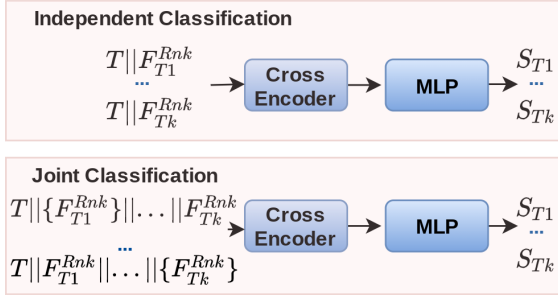 Independent Classification
T||F_{T1}^{Rnk}
...
T||F_{Tk}^{Rnk}
Cross
Encoder
MLP
S_{T1}
...
S_{Tk}
Joint Classification
T||{F_{T1}^{Rnk}}||...||F_{Tk}^{Rnk}
...
T||F_{T1}^{Rnk}||...||{F_{Tk}^{Rnk}}
Cross
Encoder
MLP
S_{T1}
...
S_{Tk}